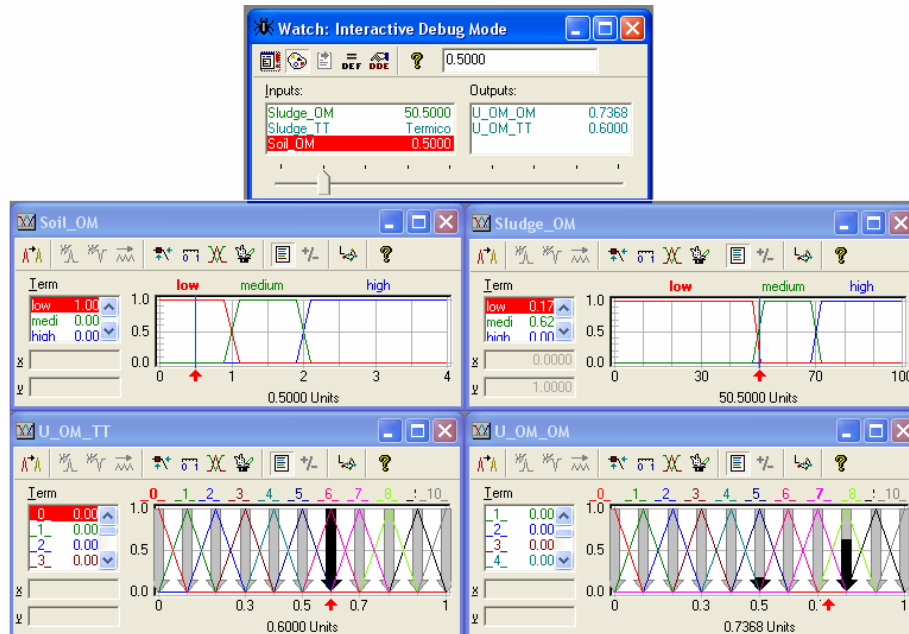 Watch: Interactive Debug Mode
= DEF DDE ? 0.5000
Inputs: Outputs:
Sludge_OM 50.5000 U_OM_OM 0.7368
Sludge_TT Termico U_OM_TT 0.6000
Soil_OM 0.5000
Soil_OM
+/- ?
Term low medium high
low 1.00 1.0
medi 0.00 0.5
high 0.00 0.0
x 0 1 2 3 4
y 0.5000 Units
Sludge_OM
+/- ?
Term low medium high
low 0.17 1.0
medi 0.62 0.5
high 0.00 0.0
x 0.0000 0 30 50 70 100
y 1.0000 50.5000 Units
U_OM_TT
+/- ?
Term _0_ _1_ _2_ _3_ _4_ _5_ _6_ _7_ _8_ _10_
_0_ 0.00 1.0
_1_ 0.00 0.5
_2_ 0.00
_3_ 0.00 0.0
x 0 0.3 0.5 0.7 1
y 0.6000 Units
U_OM_OM
+/- ?
Term _0_ _1_ _2_ _3_ _4_ _5_ _6_ _7_ _8_ _10_
_1_ 0.00 1.0
_2_ 0.00 0.5
_3_ 0.00
_4_ 0.00 0.0
x 0 0.3 0.5 0.7 1
y 0.7368 Units